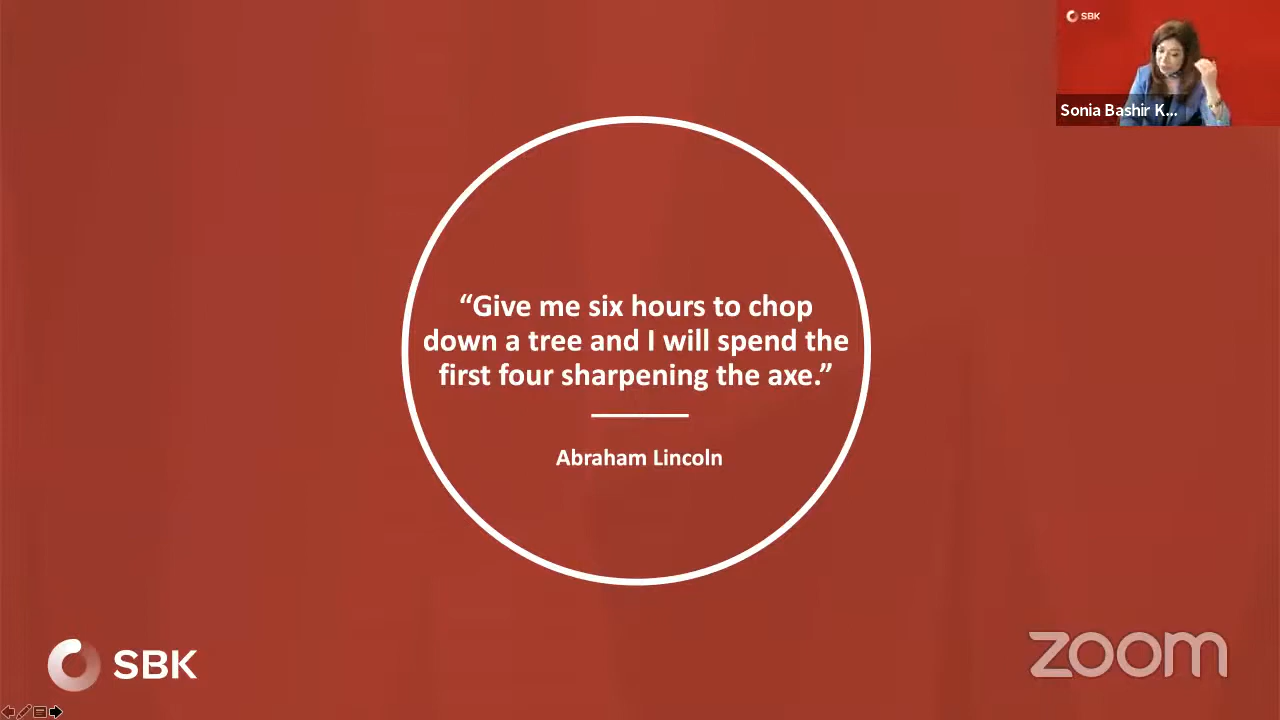 SBK
Sonia Bashir K...
“Give me six hours to chop
down a tree and I will spend the
first four sharpening the axe.”
Abraham Lincoln
SBK
zoom